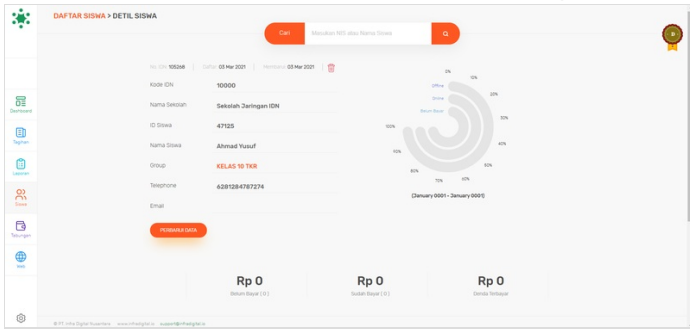 DAFTAR SISWA > DETIL SISWA
Cari Masukan NIS atau Nama Siswa
No. IDN 105268 | Daftar 03 Mar 2021 | Pembaca 03 Mar 2021
Kode IDN 10000
Nama Sekolah Sekolah Jaringan IDN
ID Siswa 47125
Nama Siswa Ahmad Yusuf
Group KELAS 10 TKR
Telephone 6281284787274
Email
PERBARUI DATA
Offline
Online
Belum Bayar
0%
10%
20%
30%
40%
50%
60%
70%
80%
90%
100%
(January 0001 - January 0001)
Dashboard
Tagihan
Laporan
Siswa
Tabungan
Web
Rp 0 Rp 0 Rp 0
Belum Bayar ( 0 ) Sudah Bayar ( 0 ) Denda Terbayar
© PT. Infra Digital Nusantara www.infradigital.io support@infradigital.io